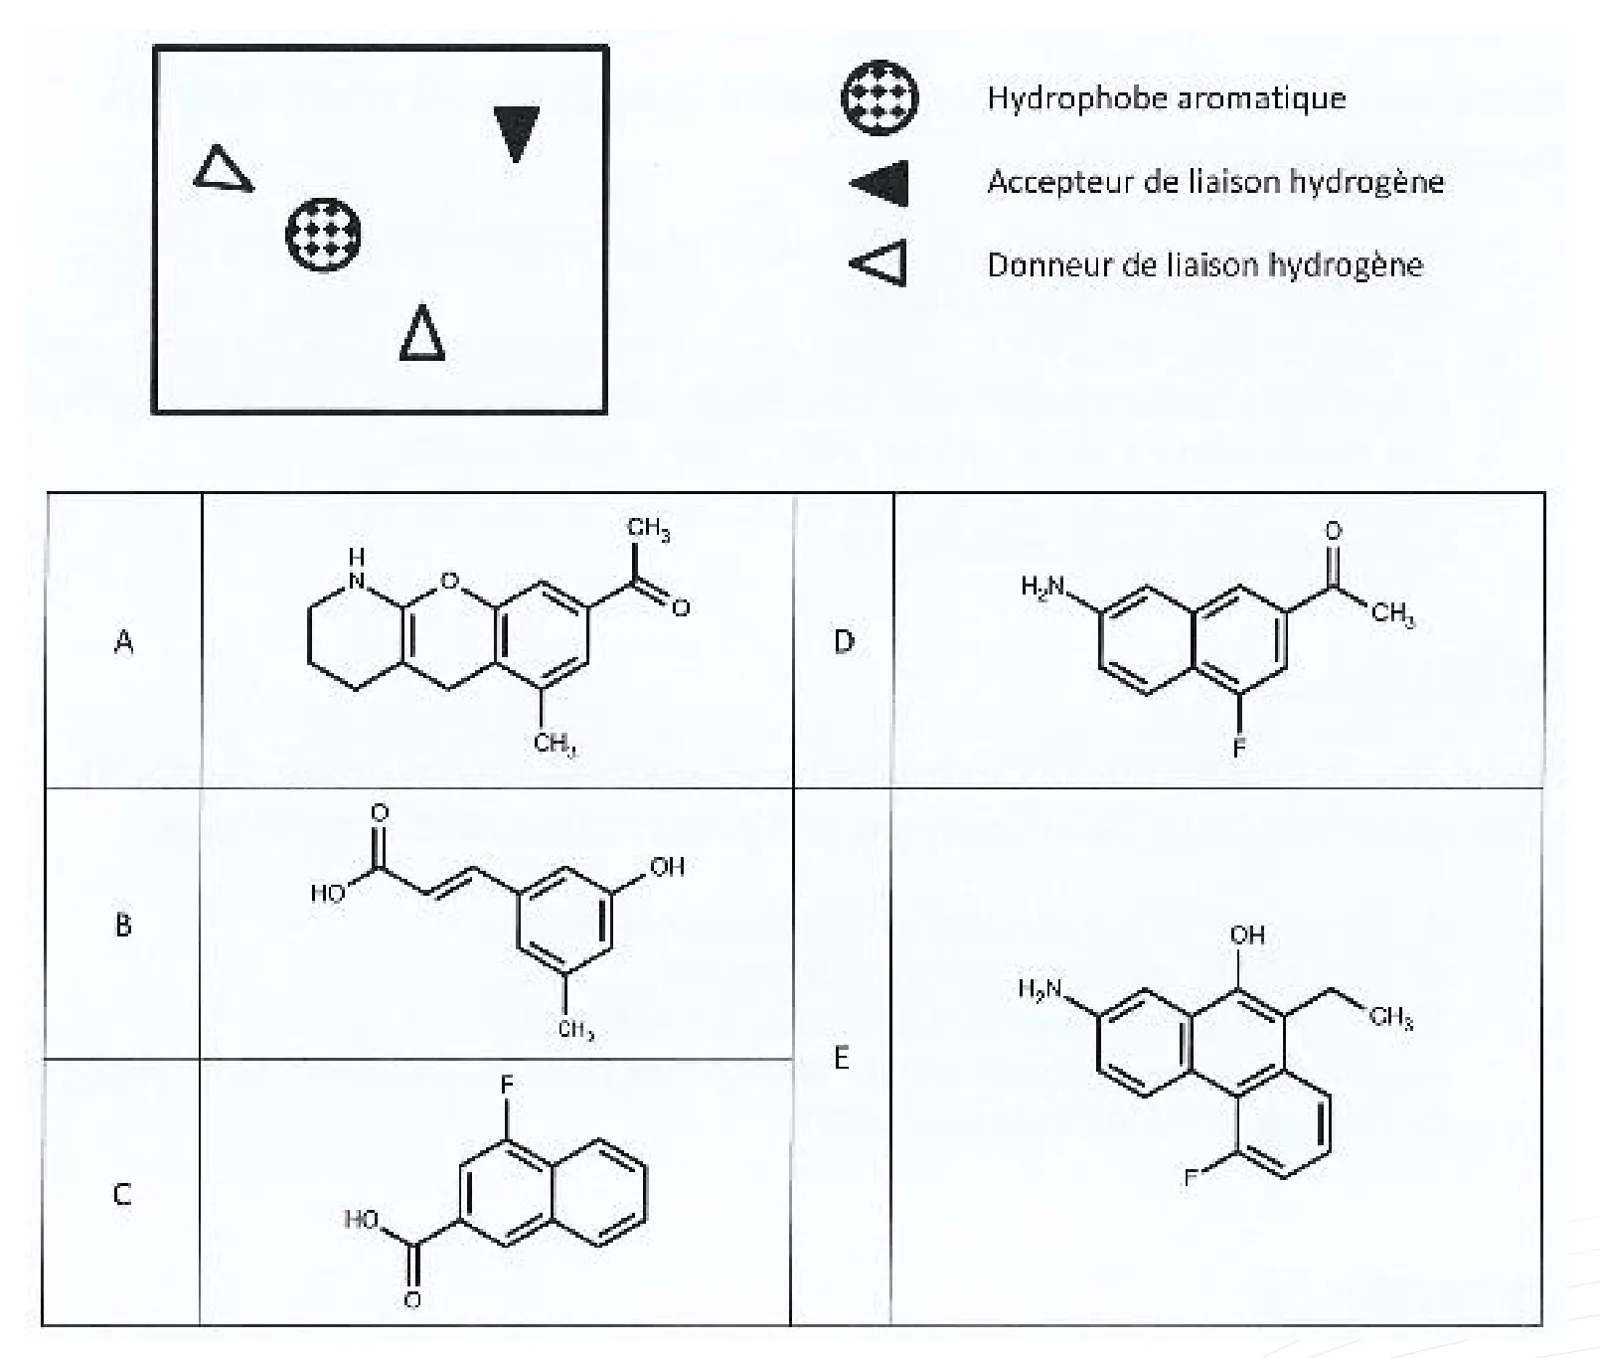 Hydrophobe aromatique
Accepteur de liaison hydrogène
Donneur de liaison hydrogène
A
H
N
O
CH3
O
CH3
D
H2N
O
CH3
F
B
O
HO
OH
CH3
C
F
HO
O
E
OH
H2N
CH3
F